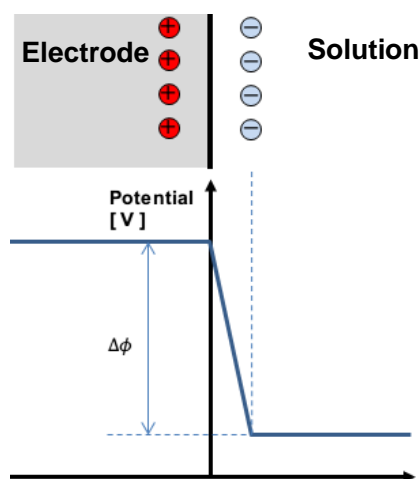 Electrode
Solution
+ −
+ −
+ −
+ −
Potential
[ V ]
Δϕ